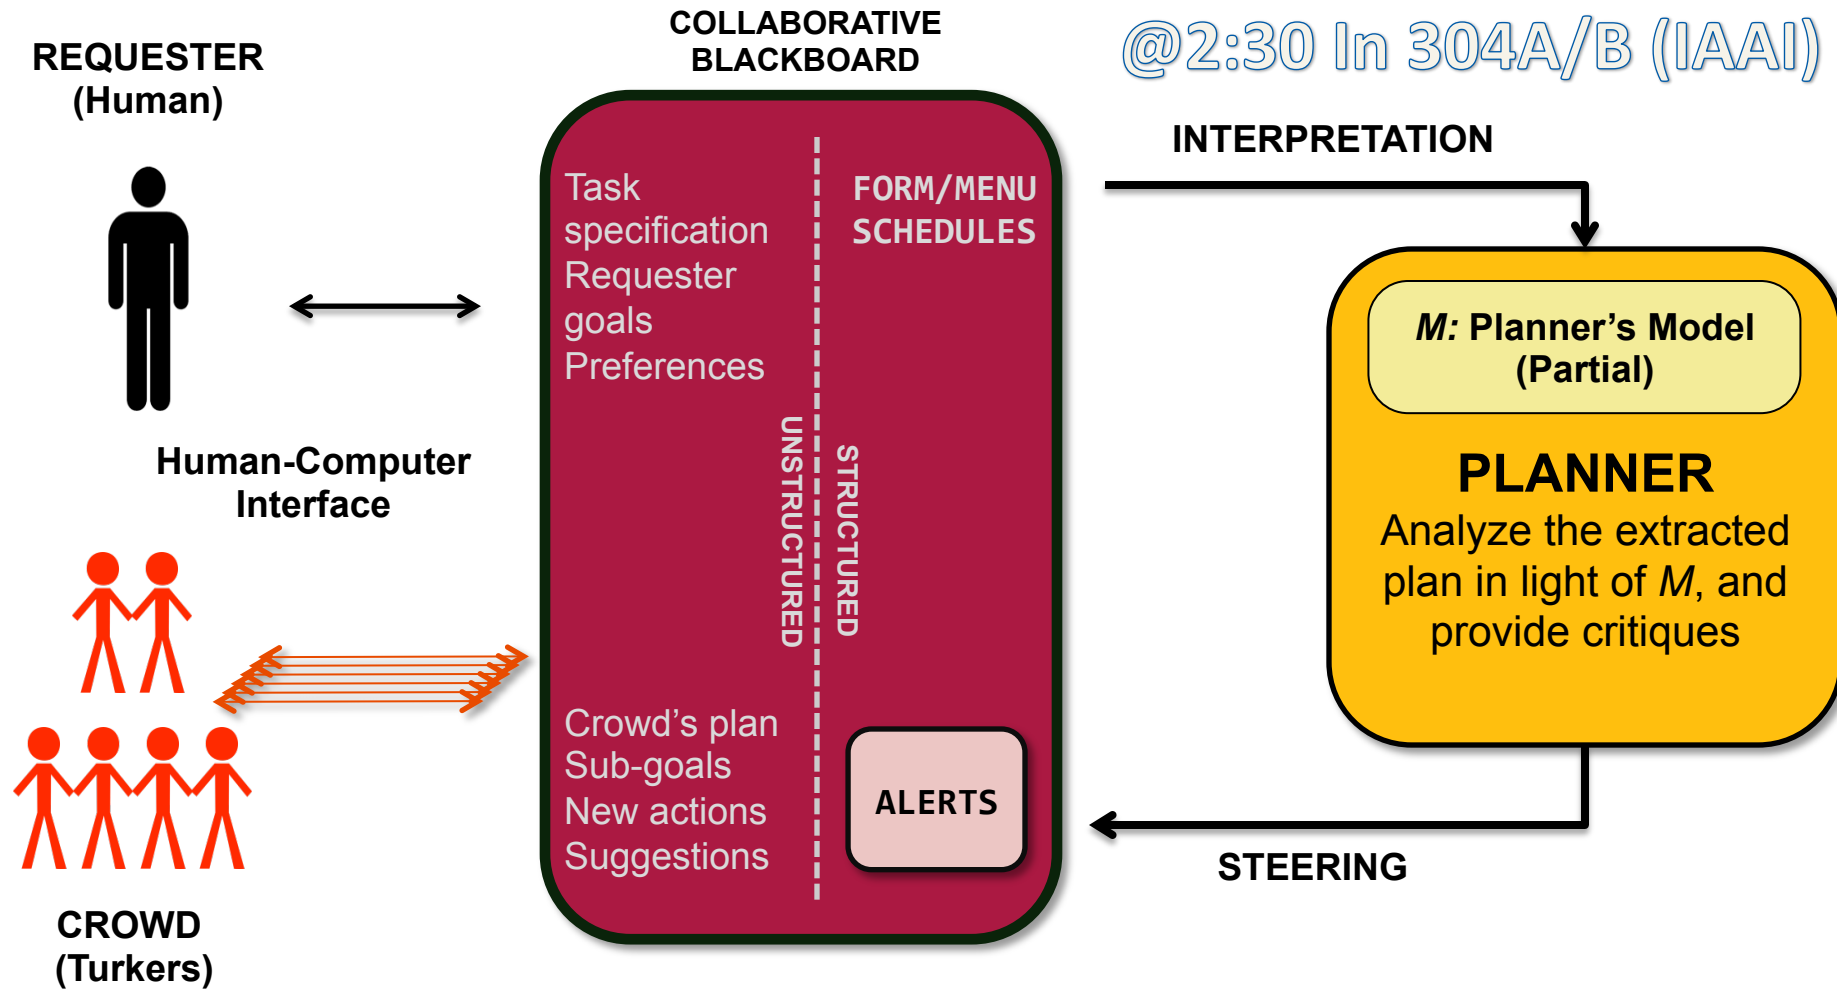 REQUESTER
(Human)
COLLABORATIVE
BLACKBOARD
@2:30 In 304A/B (IAAI)
INTERPRETATION
Task
specification
Requester
goals
Preferences
FORM/MENU
SCHEDULES
UNSTRUCTURED
STRUCTURED
Human-Computer
Interface
M: Planner’s Model
(Partial)
PLANNER
Analyze the extracted
plan in light of M, and
provide critiques
Crowd’s plan
Sub-goals
New actions
Suggestions
ALERTS
STEERING
CROWD
(Turkers)